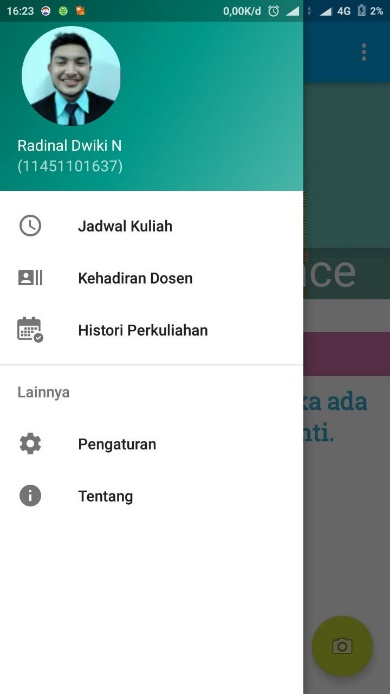 16:23
0,00K/d
4G
2%
Radinal Dwiki N
(11451101637)
Jadwal Kuliah
Kehadiran Dosen
Histori Perkuliahan
Lainnya
Pengaturan
Tentang
nce
ka ada
nti.